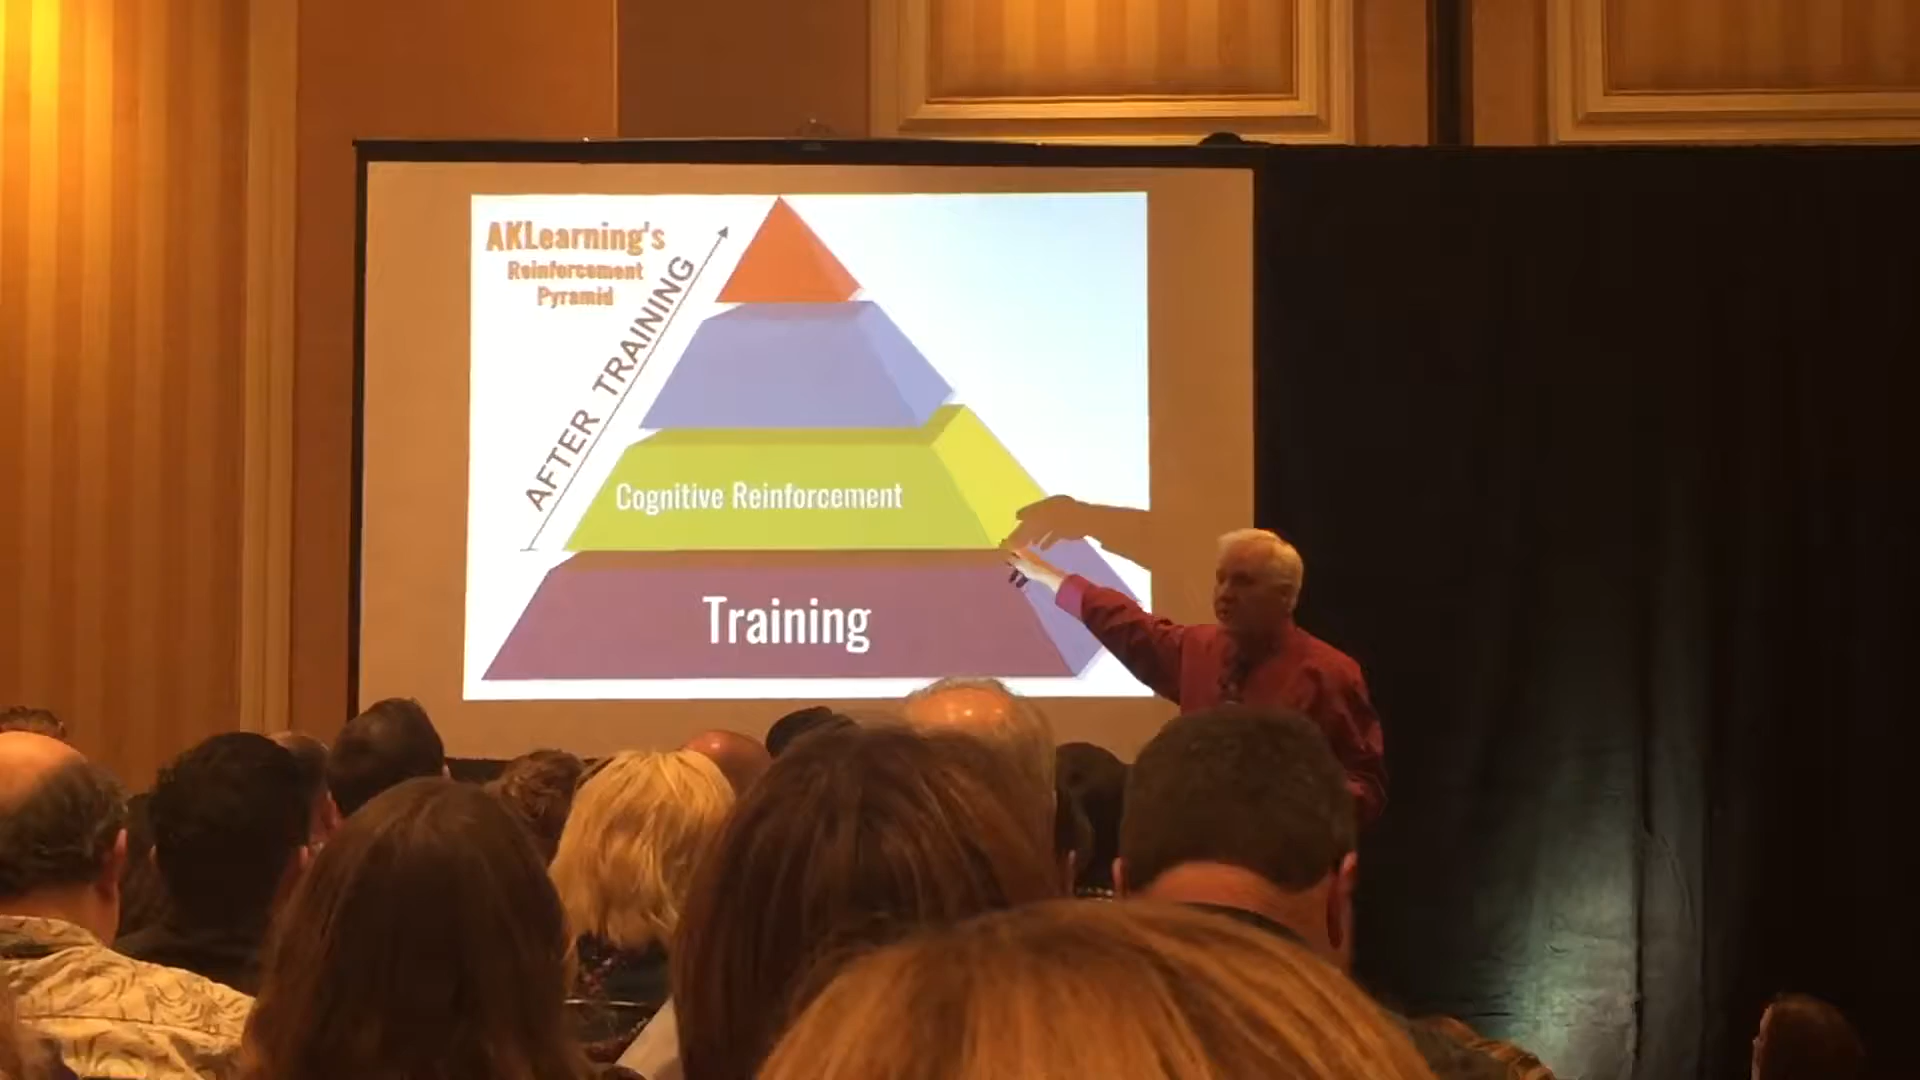 AKLearning's
Reinforcement
Pyramid
AFTER TRAINING
Cognitive Reinforcement
Training